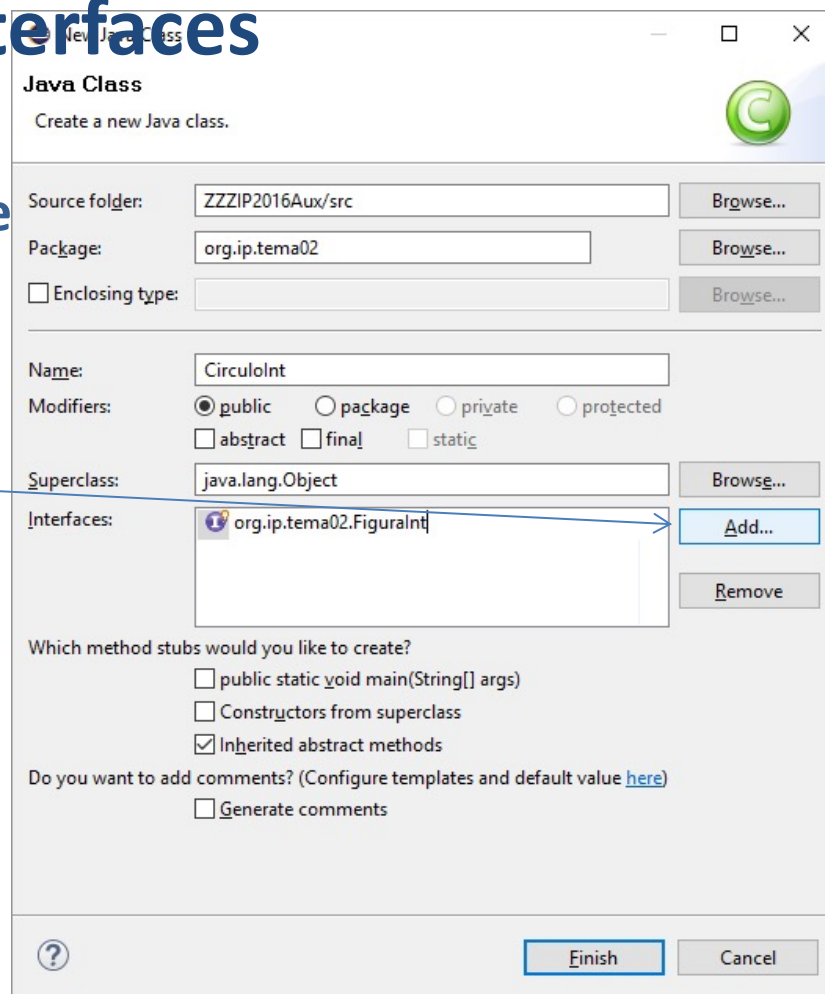 terfaces
New Java Class
Java Class
Create a new Java class.
e
Source folder: ZZZIP2016Aux/src Browse...
Package: org.ip.tema02 Browse...
Enclosing type: Browse...
Name: CirculoInt
Modifiers: public package private protected
abstract final static
Superclass: java.lang.Object Browse...
Interfaces: org.ip.tema02.FiguraInt Add...
Remove
Which method stubs would you like to create?
public static void main(String[] args)
Constructors from superclass
Inherited abstract methods
Do you want to add comments? (Configure templates and default value here)
Generate comments
? Finish Cancel